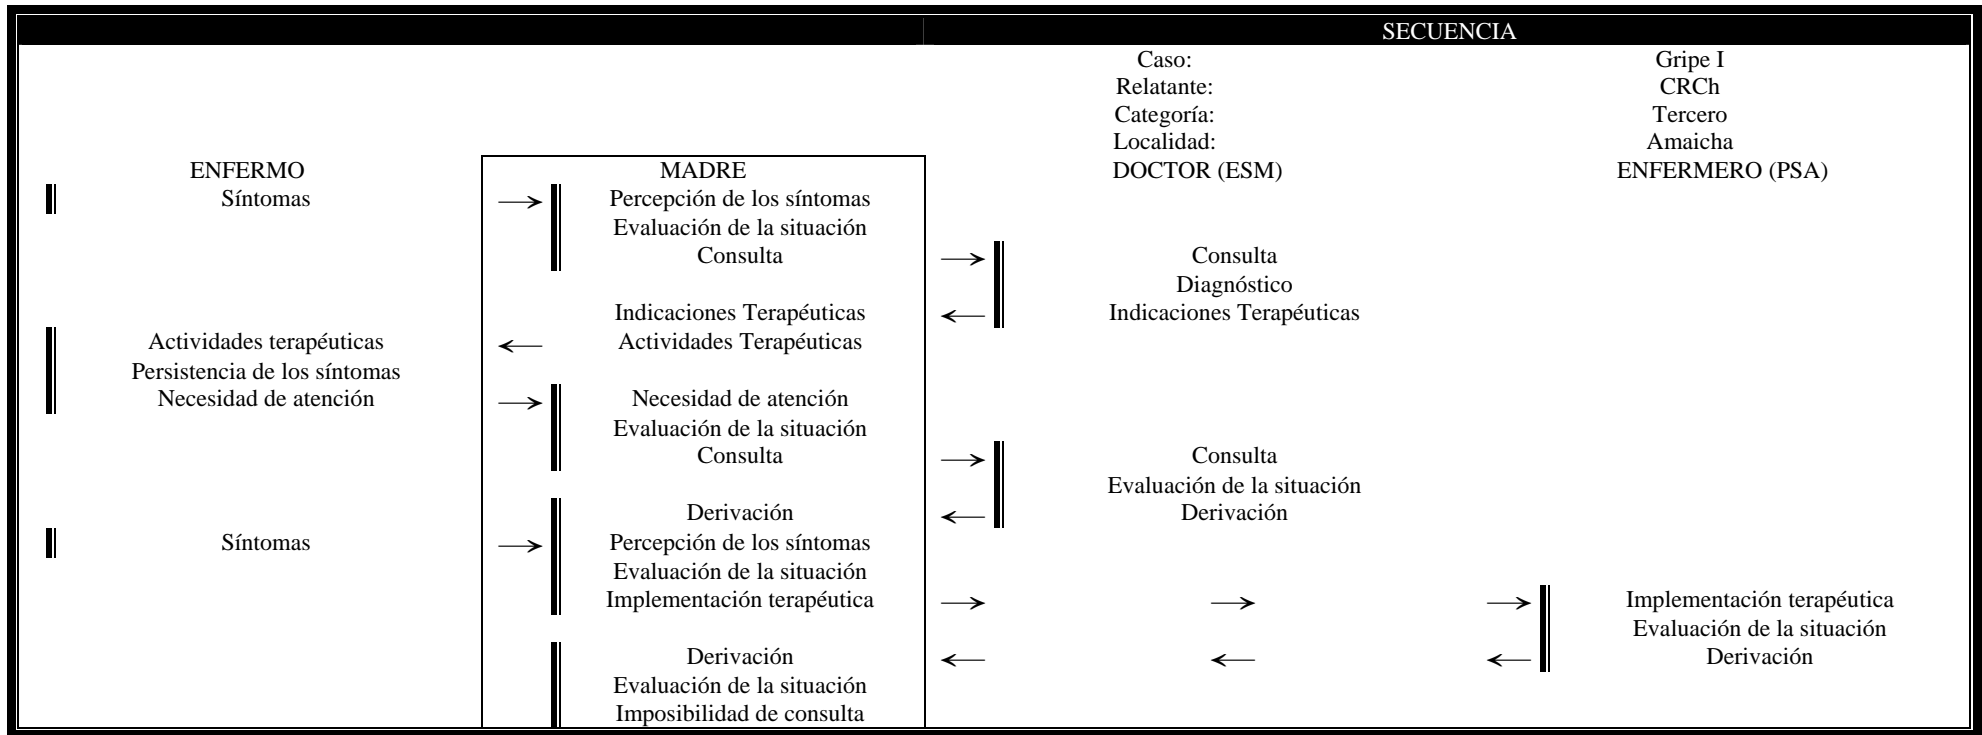 SECUENCIA
Caso: Gripe I
Relatante: CRCh
Categoría: Tercero
Localidad: Amaicha
ENFERMO MADRE DOCTOR (ESM) ENFERMERO (PSA)
Síntomas Percepción de los síntomas
Evaluación de la situación
Consulta Consulta
Diagnóstico
Indicaciones Terapéuticas Indicaciones Terapéuticas
Actividades terapéuticas Actividades Terapéuticas
Persistencia de los síntomas
Necesidad de atención Necesidad de atención
Evaluación de la situación
Consulta Consulta
Evaluación de la situación
Derivación Derivación
Síntomas Percepción de los síntomas
Evaluación de la situación
Implementación terapéutica Implementación terapéutica
Evaluación de la situación
Derivación Derivación
Evaluación de la situación
Imposibilidad de consulta